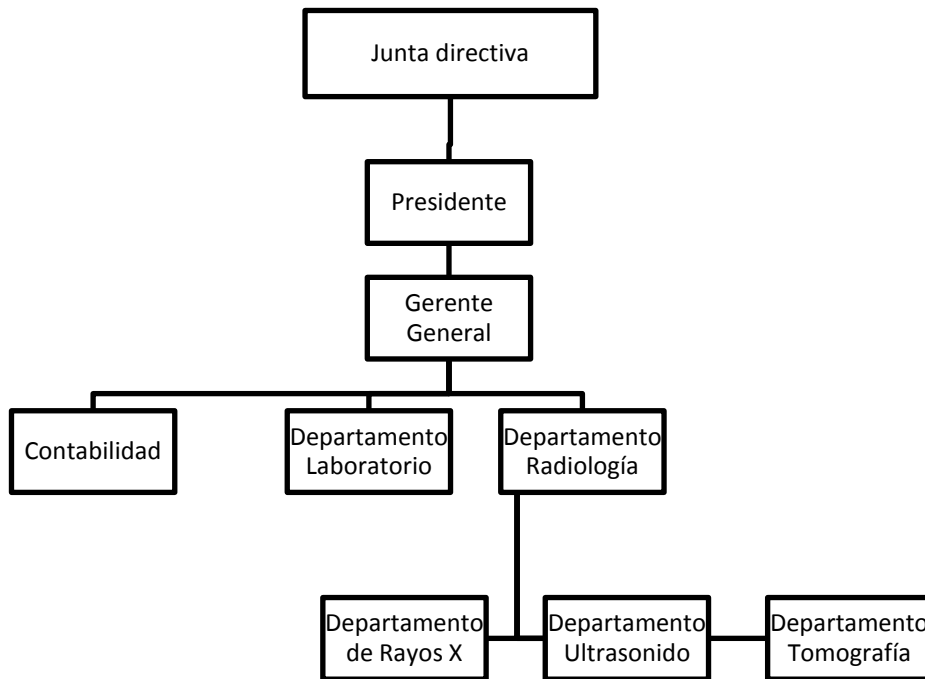 Junta directiva
Presidente
Gerente
General
Contabilidad
Departamento
Laboratorio
Departamento
Radiología
Departamento
de Rayos X
Departamento
Ultrasonido
Departamento
Tomografía